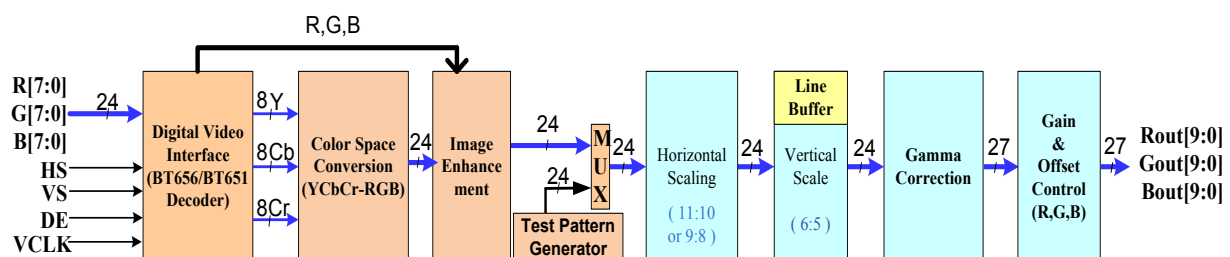 R,G,B
R[7:0]
G[7:0]
B[7:0]
24
HS
VS
DE
VCLK
Digital Video
Interface
(BT656/BT651
Decoder)
8Y
8Cb
8Cr
Color Space
Conversion
(YCbCr-RGB)
24
Image
Enhance
ment
24
24
Test Pattern
Generator
M
U
X
24
Horizontal
Scaling
( 11:10
or 9:8 )
24
Line
Buffer
Vertical
Scale
( 6:5 )
24
Gamma
Correction
27
Gain
&
Offset
Control
(R,G,B)
27
Rout[9:0]
Gout[9:0]
Bout[9:0]